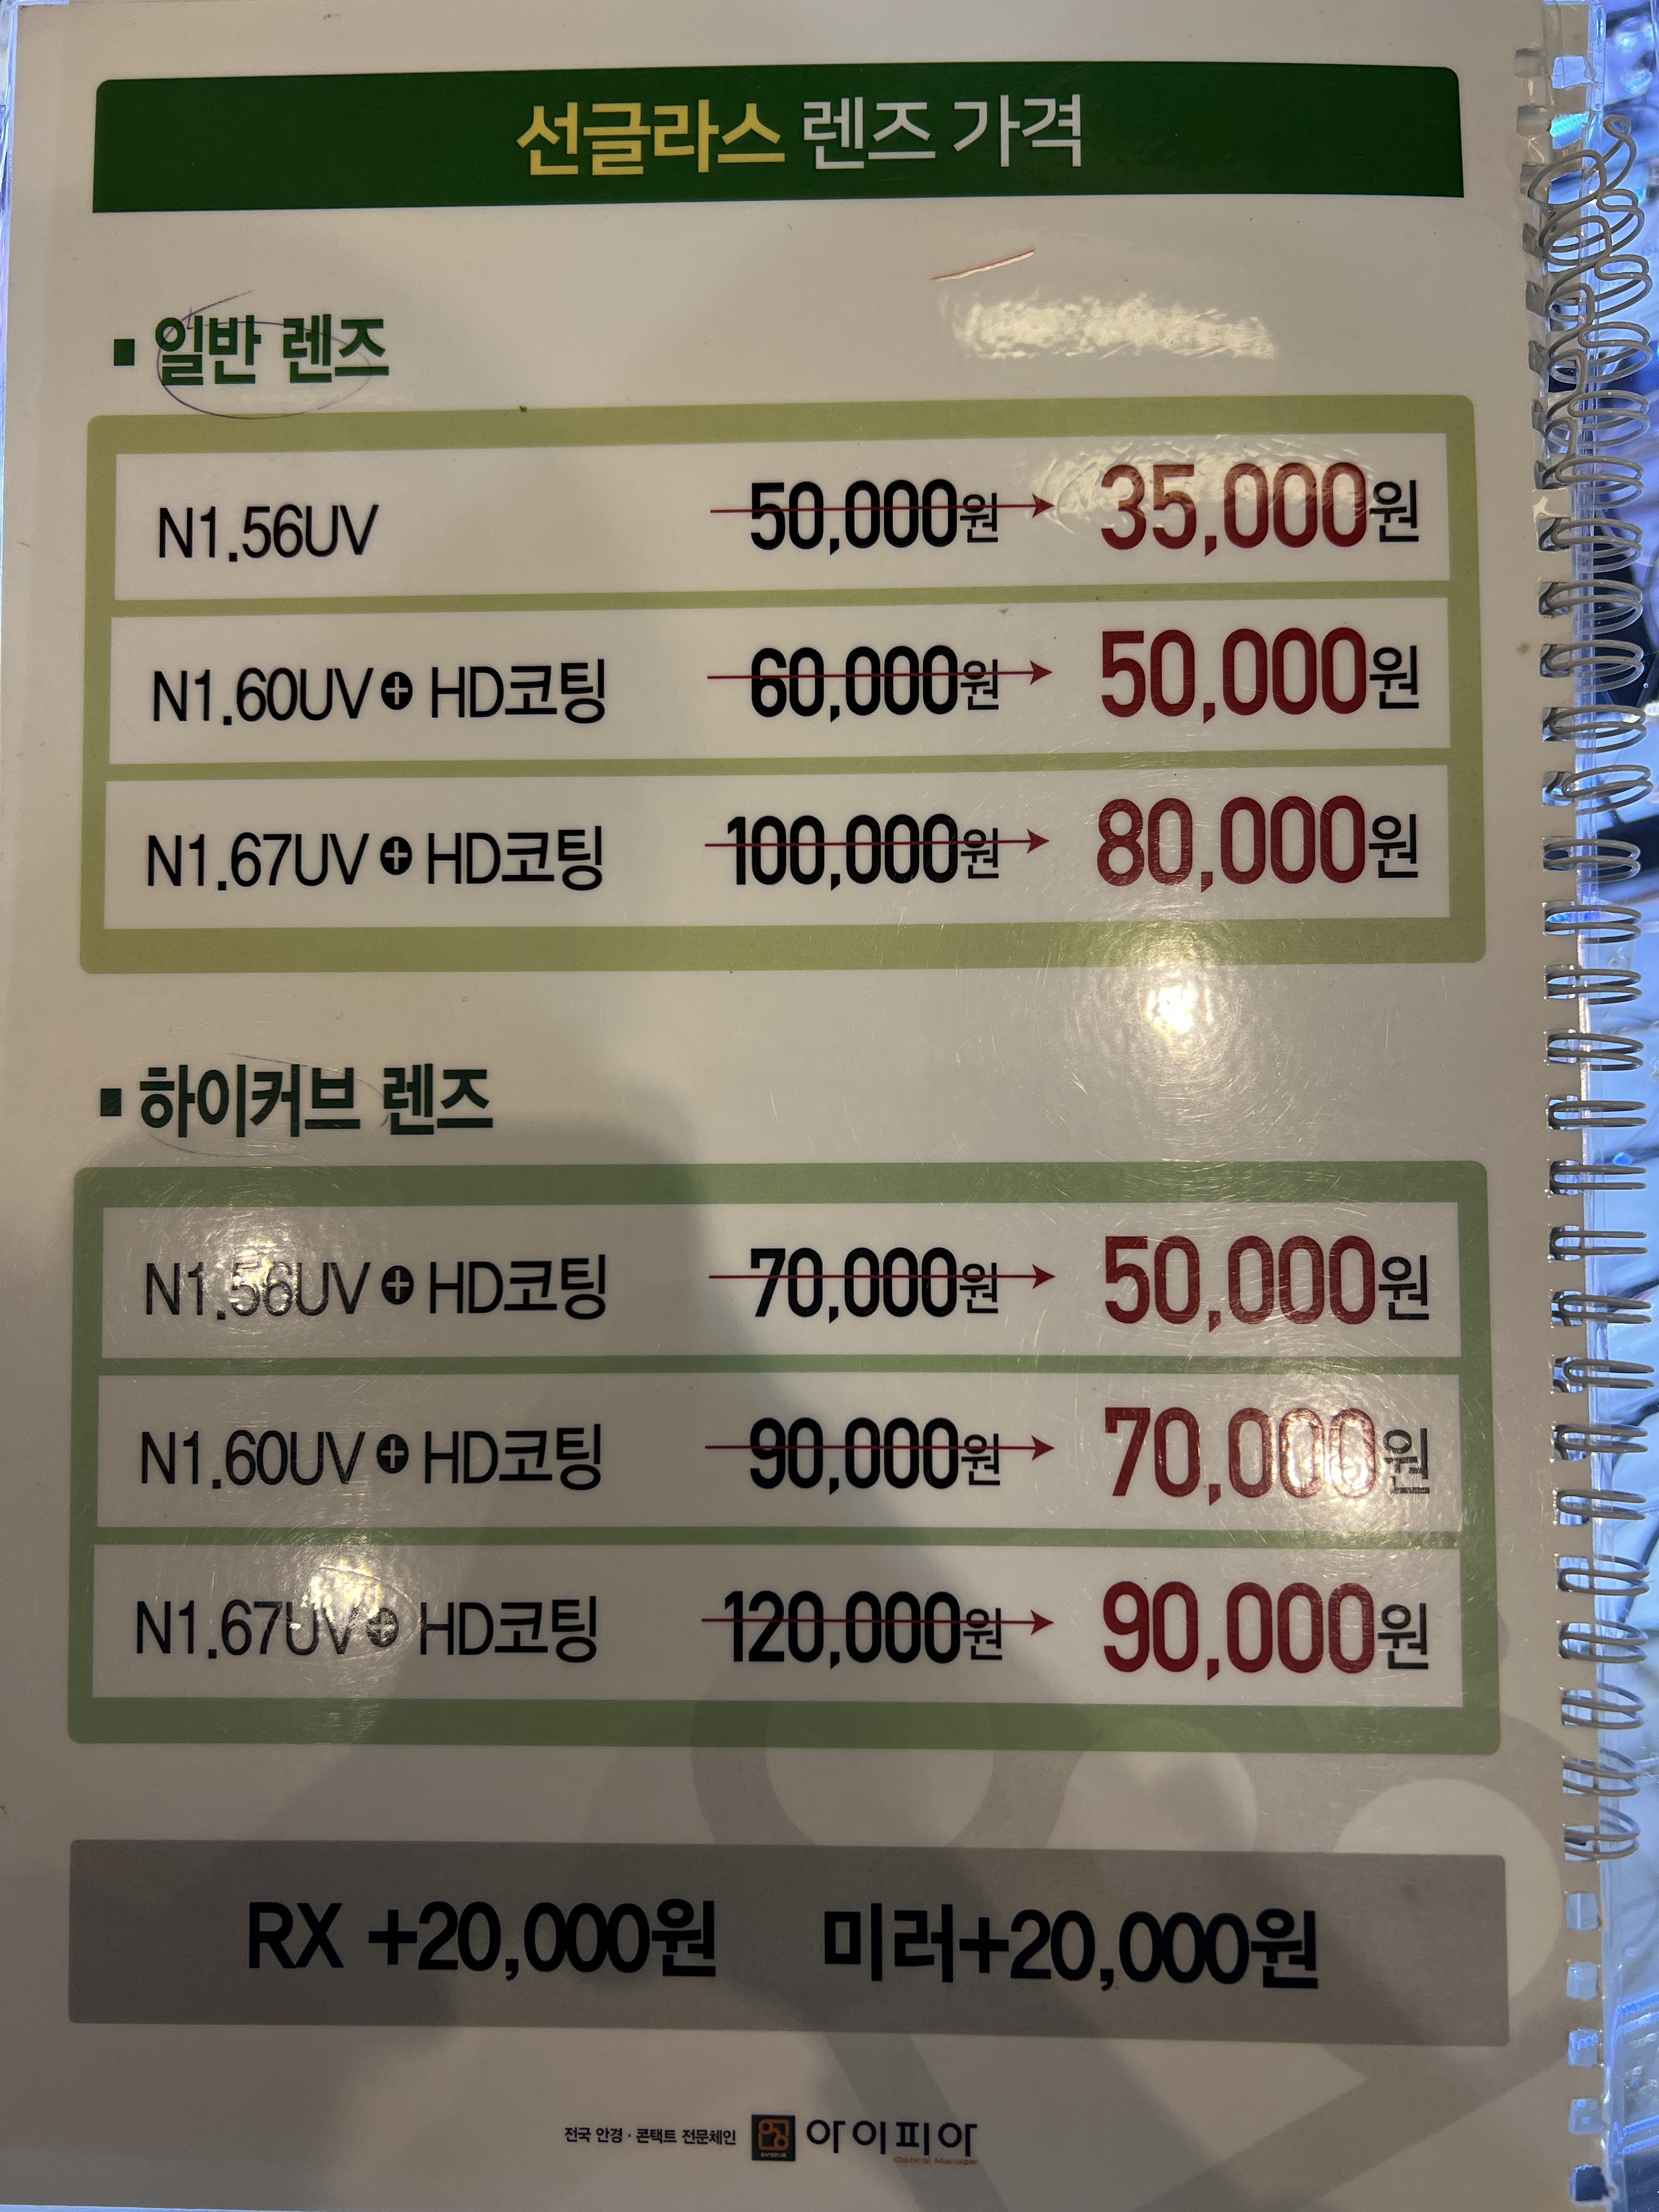 선글라스 렌즈 가격
일반 렌즈
N1.56UV 50,000원 → 35,000원
N1.60UV + HD코팅 60,000원 → 50,000원
N1.67UV + HD코팅 100,000원 → 80,000원
하이커브 렌즈
N1.56UV + HD코팅 70,000원 → 50,000원
N1.60UV + HD코팅 90,000원 → 70,000원
N1.67UV + HD코팅 120,000원 → 90,000원
RX +20,000원 미러+20,000원
전국 안경 · 콘택트 전문체인 아이피아
Optical Manager